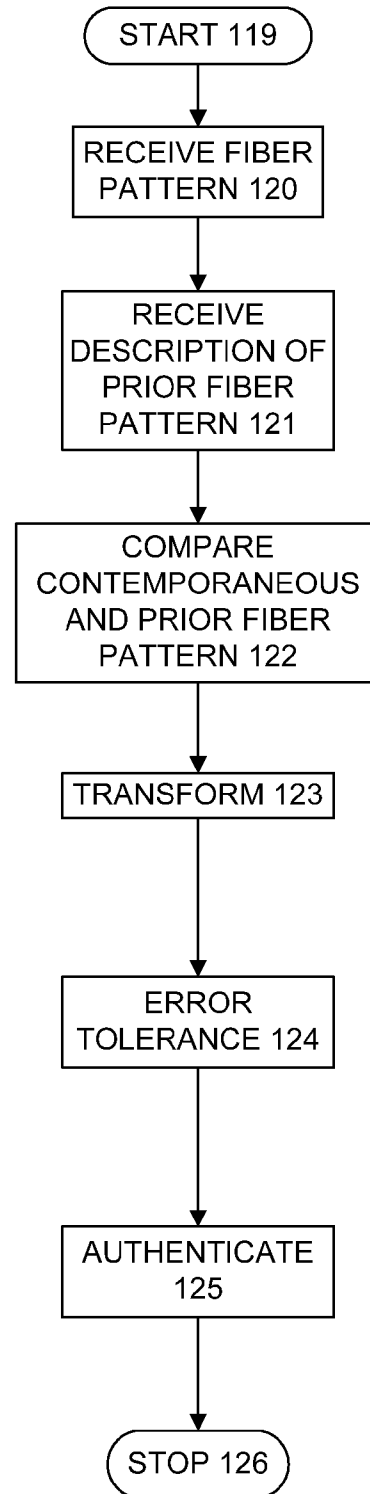 START 119
RECEIVE FIBER
PATTERN 120
RECEIVE
DESCRIPTION OF
PRIOR FIBER
PATTERN 121
COMPARE
CONTEMPORANEOUS
AND PRIOR FIBER
PATTERN 122
TRANSFORM 123
ERROR
TOLERANCE 124
AUTHENTICATE
125
STOP 126